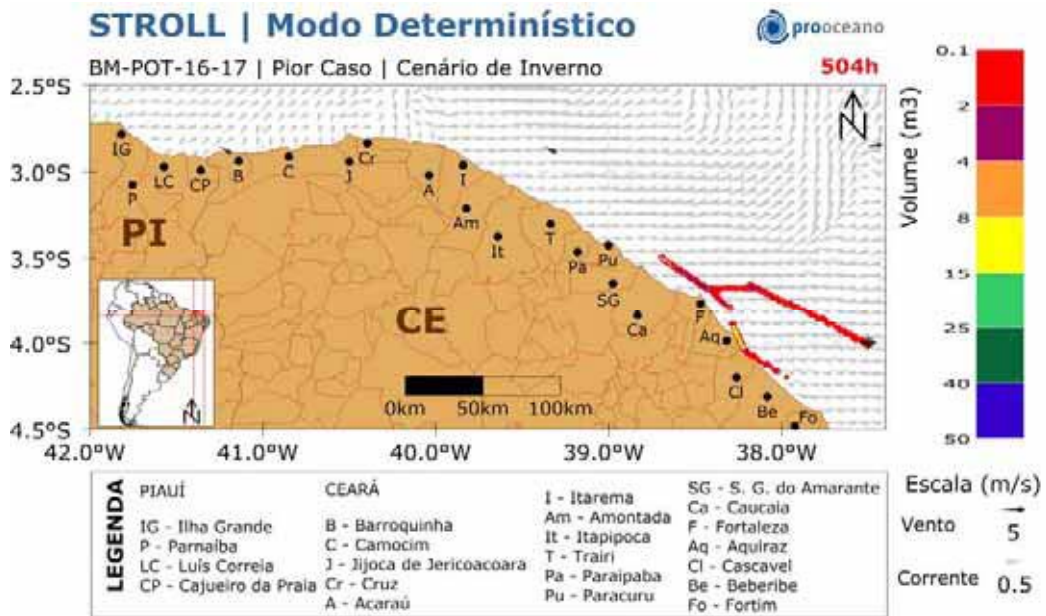 STROLL | Modo Determinístico
prooceano
BM-POT-16-17 | Pior Caso | Cenário de Inverno
504h
2.5°S
3.0°S
3.5°S
4.0°S
4.5°S
42.0°W
41.0°W
40.0°W
39.0°W
38.0°W
IG
LC
CP
P
B
C
J
Cr
A
I
Am
It
T
Pa
Pu
SG
Ca
F
Aq
Cl
Be
Fo
PI
CE
N
N
0km
50km
100km
Volume (m3)
0.1
2
4
8
15
25
40
50
LEGENDA
PIAUÍ
IG - Ilha Grande
P - Parnaíba
LC - Luís Correia
CP - Cajueiro da Praia
CEARÁ
B - Barroquinha
C - Camocim
J - Jijoca de Jericoacoara
Cr - Cruz
A - Acaraú
I - Itarema
Am - Amontada
It - Itapipoca
T - Trairi
Pa - Paraipaba
Pu - Paracuru
SG - S. G. do Amarante
Ca - Caucaia
F - Fortaleza
Aq - Aquiraz
Cl - Cascavel
Be - Beberibe
Fo - Fortim
Escala (m/s)
Vento
5
Corrente
0.5